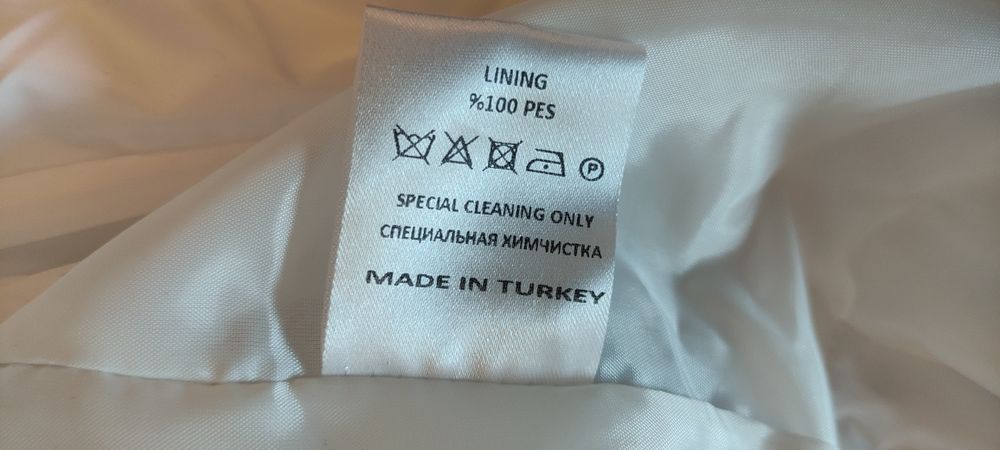 LINING
%100 PES
P
SPECIAL CLEANING ONLY
СПЕЦИАЛЬНАЯ ХИМЧИСТКА
MADE IN TURKEY